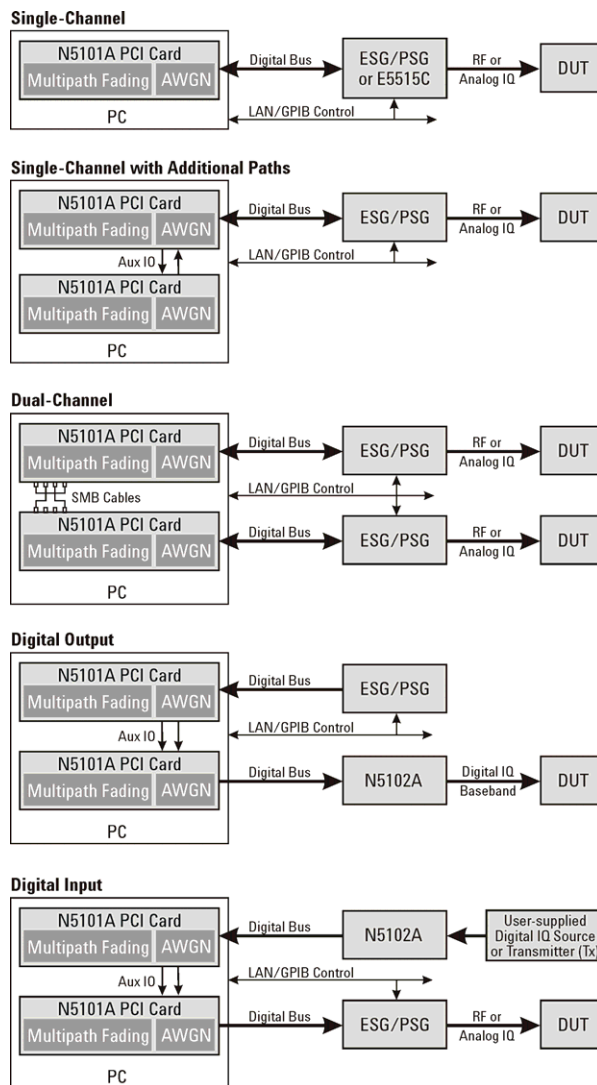 Single-Channel
N5101A PCI Card
Multipath Fading AWGN
PC
Digital Bus
LAN/GPIB Control
ESG/PSG
or E5515C
RF or
Analog IQ
DUT
Single-Channel with Additional Paths
N5101A PCI Card
Multipath Fading AWGN
Aux IO
N5101A PCI Card
Multipath Fading AWGN
PC
Digital Bus
LAN/GPIB Control
ESG/PSG
RF or
Analog IQ
DUT
Dual-Channel
N5101A PCI Card
Multipath Fading AWGN
SMB Cables
N5101A PCI Card
Multipath Fading AWGN
PC
Digital Bus
ESG/PSG
RF or
Analog IQ
DUT
LAN/GPIB Control
Digital Bus
ESG/PSG
RF or
Analog IQ
DUT
Digital Output
N5101A PCI Card
Multipath Fading AWGN
Aux IO
N5101A PCI Card
Multipath Fading AWGN
PC
Digital Bus
ESG/PSG
LAN/GPIB Control
Digital Bus
N5102A
Digital IQ
Baseband
DUT
Digital Input
N5101A PCI Card
Multipath Fading AWGN
Aux IO
N5101A PCI Card
Multipath Fading AWGN
PC
Digital Bus
N5102A
User-supplied
Digital IQ Source
or Transmitter (Tx)
LAN/GPIB Control
Digital Bus
ESG/PSG
RF or
Analog IQ
DUT